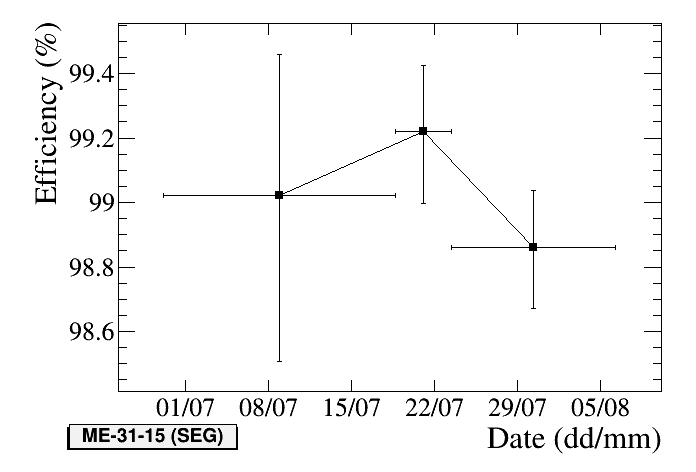 Efficiency (%)
99.4
99.2
99
98.8
98.6
01/07 08/07 15/07 22/07 29/07 05/08
Date (dd/mm)
ME-31-15 (SEG)